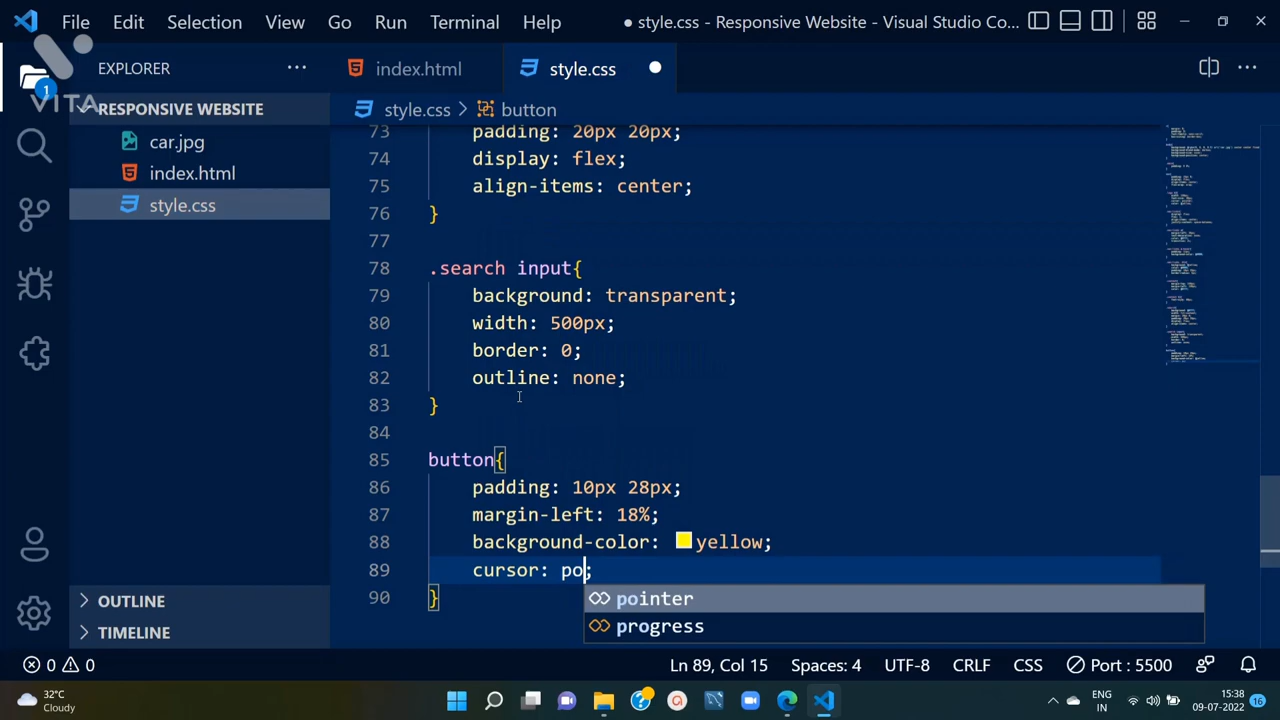 File Edit Selection View Go Run Terminal Help ● style.css - Responsive Website - Visual Studio Co...
EXPLORER ...
index.html
style.css ●
VITA
RESPONSIVE WEBSITE
1
style.css > button
car.jpg
index.html
style.css
73 padding: 20px 20px;
74 display: flex;
75 align-items: center;
76 }
77
78 .search input{
79 background: transparent;
80 width: 500px;
81 border: 0;
82 outline: none;
83 }
84
85 button{
86 padding: 10px 28px;
87 margin-left: 18%;
88 background-color: yellow;
89 cursor: po;
90 }
pointer
progress
OUTLINE
TIMELINE
0 0
Ln 89, Col 15 Spaces: 4 UTF-8 CRLF CSS Port : 5500
32°C
Cloudy
ENG
IN
15:38
09-07-2022
16